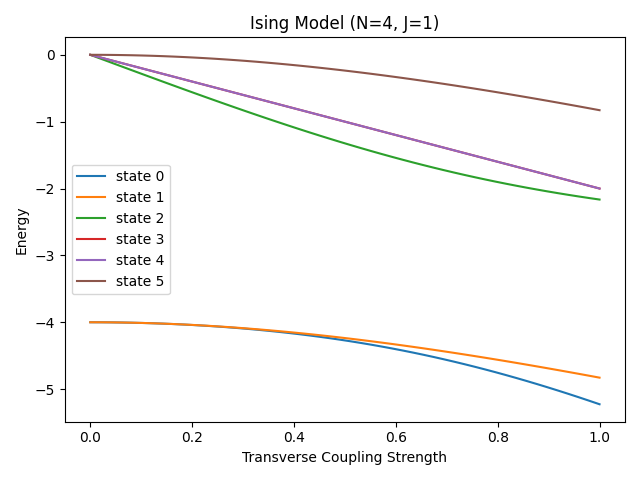 Ising Model (N=4, J=1)
Energy
0
−1
−2
−3
−4
−5
state 0
state 1
state 2
state 3
state 4
state 5
0.0 0.2 0.4 0.6 0.8 1.0
Transverse Coupling Strength